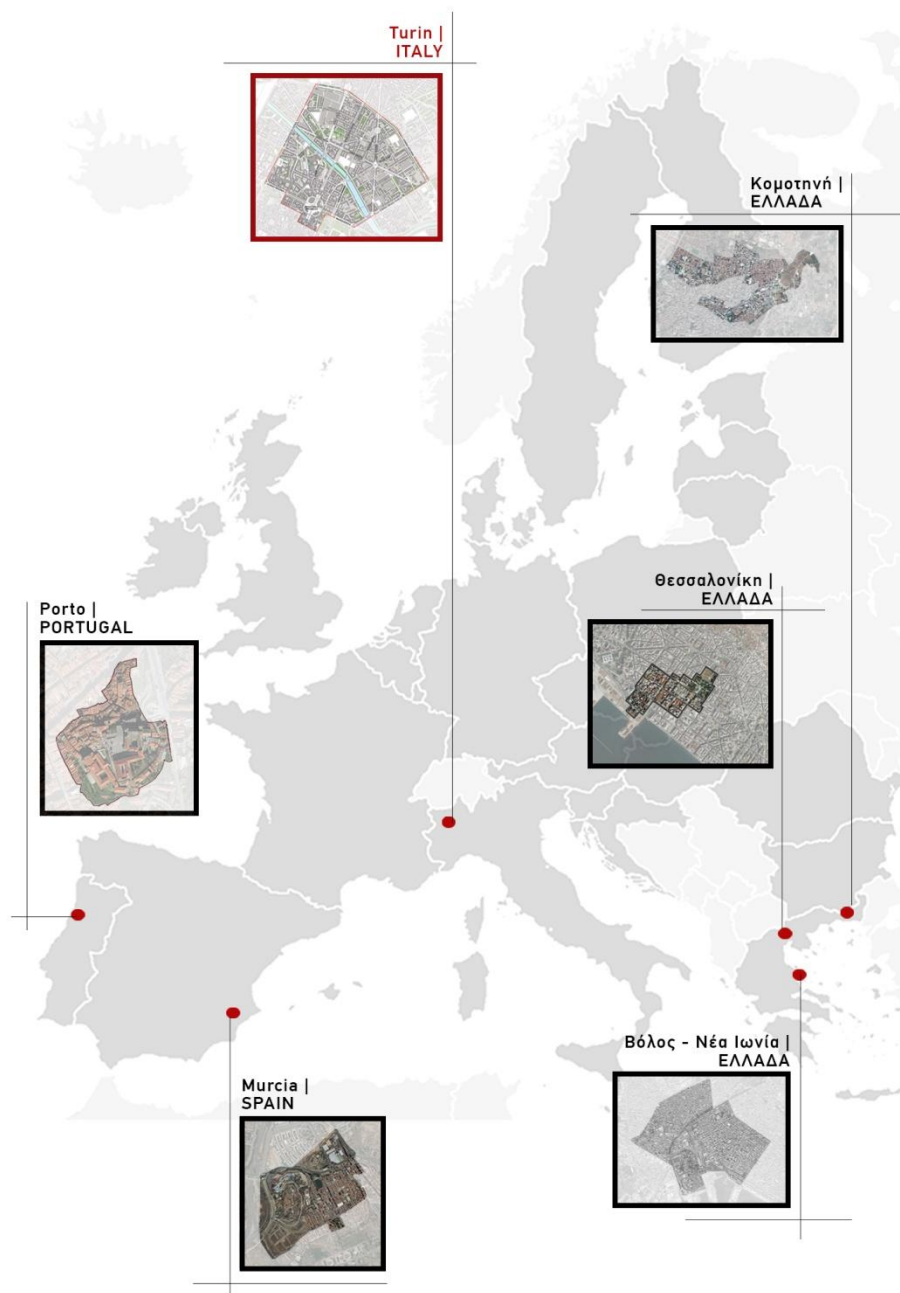 Turin |
ITALY
Κομοτηνή |
ΕΛΛΑΔΑ
Θεσσαλονίκη |
ΕΛΛΑΔΑ
Porto |
PORTUGAL
Βόλος - Νέα Ιωνία |
ΕΛΛΑΔΑ
Murcia |
SPAIN